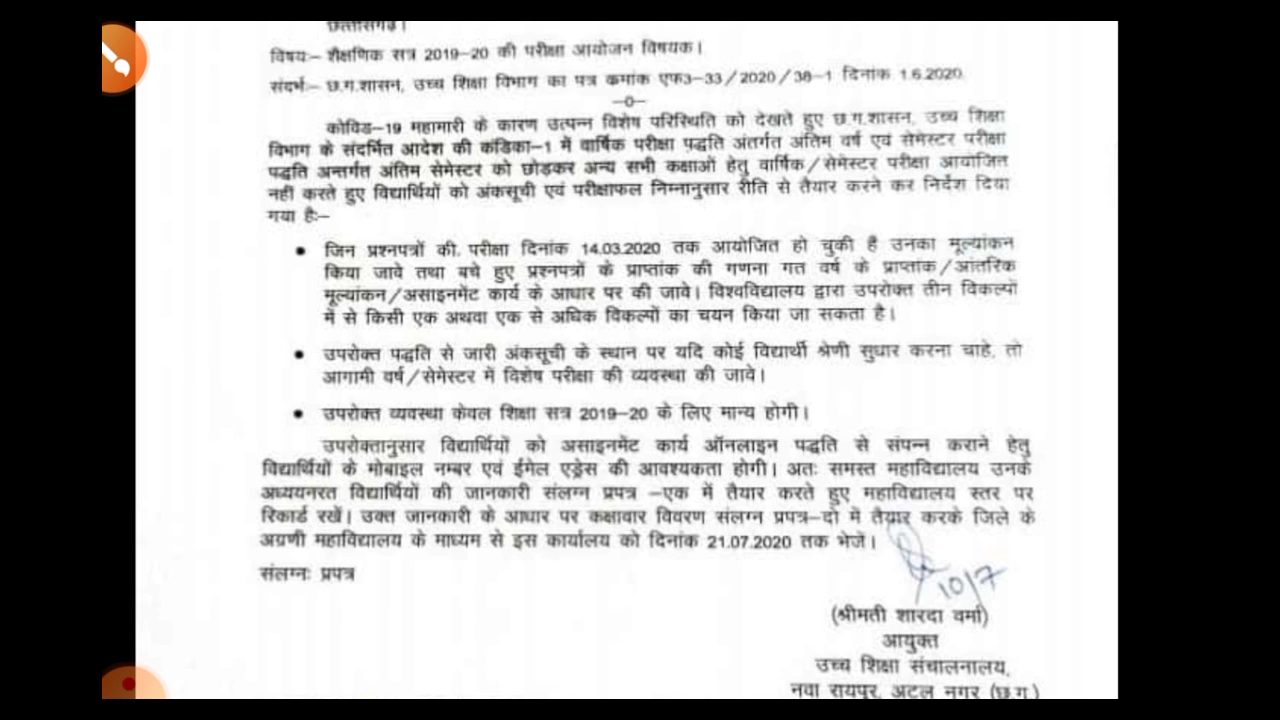 छत्तीसगढ़।
विषयः– शैक्षणिक सत्र 2019–20 की परीक्षा आयोजन विषयक।
संदर्भः– छ.ग.शासन, उच्च शिक्षा विभाग का पत्र कमांक एफ3–33/2020/38–1 दिनांक 1.6.2020.
–0–
कोविड–19 महामारी के कारण उत्पन्न विशेष परिस्थिति को देखते हुए छ.ग.शासन, उच्च शिक्षा
विभाग के संदर्भित आदेश की कंडिका–1 में वार्षिक परीक्षा पद्धति अंतर्गत अंतिम वर्ष एवं सेमेस्टर परीक्षा
पद्धति अन्तर्गत अंतिम सेमेस्टर को छोड़कर अन्य सभी कक्षाओं हेतु वार्षिक/सेमेस्टर परीक्षा आयोजित
नहीं करते हुए विद्यार्थियों को अंकसूची एवं परीक्षाफल निम्नानुसार रीति से तैयार करने कर निर्देश दिया
गया हैः–
• जिन प्रश्नपत्रों की. परीक्षा दिनांक 14.03.2020 तक आयोजित हो चुकी है उनका मूल्यांकन
किया जावे तथा बचे हुए प्रश्नपत्रों के प्राप्तांक की गणना गत वर्ष के प्राप्तांक/आंतरिक
मूल्यांकन/असाइनमेंट कार्य के आधार पर की जावे। विश्वविद्यालय द्वारा उपरोक्त तीन विकल्पों
में से किसी एक अथवा एक से अधिक विकल्पों का चयन किया जा सकता है।
• उपरोक्त पद्धति से जारी अंकसूची के स्थान पर यदि कोई विद्यार्थी श्रेणी सुधार करना चाहे, तो
आगामी वर्ष/सेमेस्टर में विशेष परीक्षा की व्यवस्था की जावे।
• उपरोक्त व्यवस्था केवल शिक्षा सत्र 2019–20 के लिए मान्य होगी।
उपरोक्तानुसार विद्यार्थियों को असाइनमेंट कार्य ऑनलाइन पद्धति से संपन्न कराने हेतु
विद्यार्थियों के मोबाइल नम्बर एवं ईमेल एड्रेस की आवश्यकता होगी। अतः समस्त महाविद्यालय उनके
अध्ययनरत विद्यार्थियों की जानकारी संलग्न प्रपत्र –एक में तैयार करते हुए महाविद्यालय स्तर पर
रिकार्ड रखें। उक्त जानकारी के आधार पर कक्षावार विवरण संलग्न प्रपत्र–दो में तैयार करके जिले के
अग्रणी महाविद्यालय के माध्यम से इस कार्यालय को दिनांक 21.07.2020 तक भेजें।
संलग्नः प्रपत्र
10/7
(श्रीमती शारदा वर्मा)
आयुक्त
उच्च शिक्षा संचालनालय,
नवा रायपुर, अटल नगर (छ.ग.)